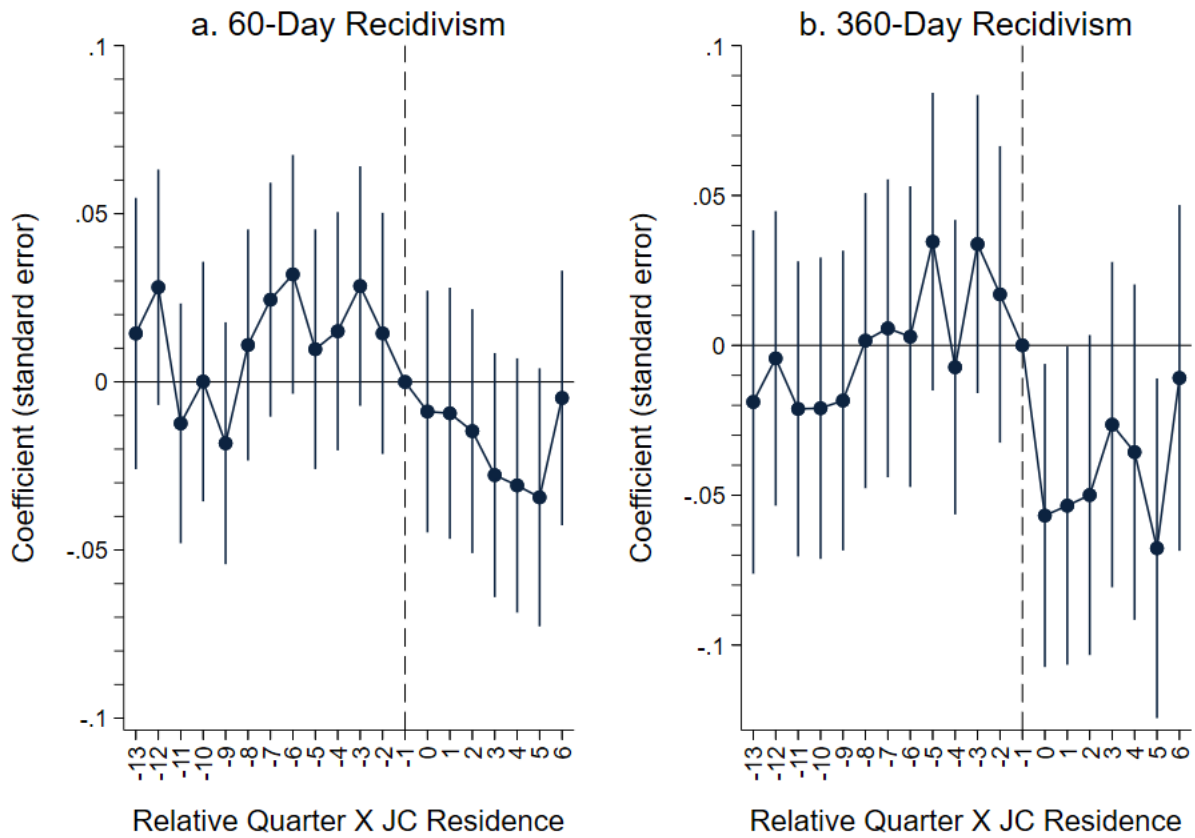 a. 60-Day Recidivism
.1
.05
0
-.05
-.1
Coefficient (standard error)
-13 -12 -11 -10 -9 -8 -7 -6 -5 -4 -3 -2 -1 0 1 2 3 4 5 6
Relative Quarter X JC Residence
b. 360-Day Recidivism
.1
.05
0
-.05
-.1
Coefficient (standard error)
-13 -12 -11 -10 -9 -8 -7 -6 -5 -4 -3 -2 -1 0 1 2 3 4 5 6
Relative Quarter X JC Residence